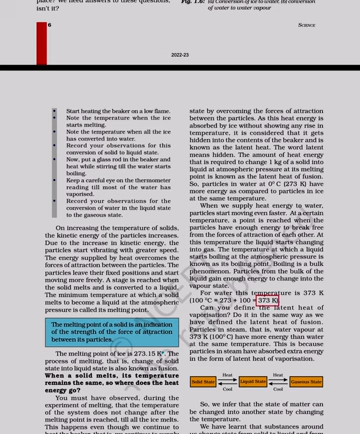 place? We need to answer these questions,
isn't it?
Fig. 1.6: (a) Conversion of ice to water, (b) conversion
of water to water vapour
6
SCIENCE
2022-23
• Start heating the beaker on a low flame.
• Note the temperature when the ice
starts melting.
• Note the temperature when all the ice
has converted into water.
• Record your observations for this
conversion of solid to liquid state.
• Now, put a glass rod in the beaker and
heat while stirring till the water starts
boiling.
• Keep a careful eye on the thermometer
reading till most of the water has
vaporised.
• Record your observations for the
conversion of water in the liquid state
to the gaseous state.
On increasing the temperature of solids,
the kinetic energy of the particles increases.
Due to the increase in kinetic energy, the
particles start vibrating with greater speed.
The energy supplied by heat overcomes the
forces of attraction between the particles. The
particles leave their fixed positions and start
moving more freely. A stage is reached when
the solid melts and is converted to a liquid.
The minimum temperature at which a solid
melts to become a liquid at the atmospheric
pressure is called its melting point.
The melting point of a solid is an indication
of the strength of the force of attraction
between its particles.
The melting point of ice is 273.15 K*. The
process of melting, that is, change of solid
state into liquid state is also known as fusion.
When a solid melts, its temperature
remains the same, so where does the heat
energy go?
You must have observed, during the
experiment of melting, that the temperature
of the system does not change after the
melting point is reached, till all the ice melts.
This happens even though we continue to
heat the beaker, that is, we continue to supply
state by overcoming the forces of attraction
between the particles. As this heat energy is
absorbed by ice without showing any rise in
temperature, it is considered that it gets
hidden into the contents of the beaker and is
known as the latent heat. The word latent
means hidden. The amount of heat energy
that is required to change 1 kg of a solid into
liquid at atmospheric pressure at its melting
point is known as the latent heat of fusion.
So, particles in water at 0° C (273 K) have
more energy as compared to particles in ice
at the same temperature.
When we supply heat energy to water,
particles start moving even faster. At a certain
temperature, a point is reached when the
particles have enough energy to break free
from the forces of attraction of each other. At
this temperature the liquid starts changing
into gas. The temperature at which a liquid
starts boiling at the atmospheric pressure is
known as its boiling point. Boiling is a bulk
phenomenon. Particles from the bulk of the
liquid gain enough energy to change into the
vapour state.
For water this temperature is 373 K
(100 °C = 273 + 100 = 373 K)
Can you define the latent heat of
vaporisation? Do it in the same way as we
have defined the latent heat of fusion.
Particles in steam, that is, water vapour at
373 K (100°C) have more energy than water
at the same temperature. This is because
particles in steam have absorbed extra energy
in the form of latent heat of vaporisation.
Heat Heat
Solid State Liquid State Gaseous State
Cool Cool
So, we infer that the state of matter can
be changed into another state by changing
the temperature.
We have learnt that substances around
us change state from solid to liquid and from